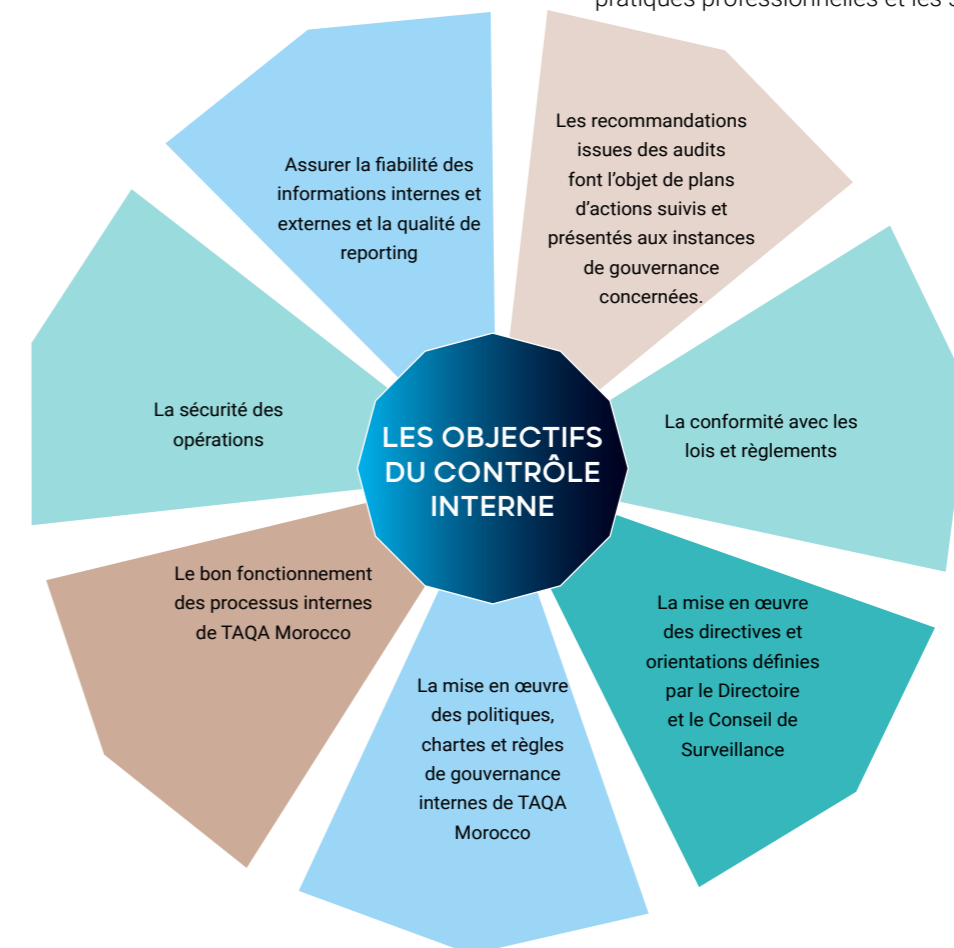 pratiques professionnelles et les
Assurer la fiabilité des
informations internes et
externes et la qualité de
reporting
Les recommandations
issues des audits
font l’objet de plans
d’actions suivis et
présentés aux instances
de gouvernance
concernées.
La sécurité des
opérations
LES OBJECTIFS
DU CONTRÔLE
INTERNE
La conformité avec les
lois et règlements
Le bon fonctionnement
des processus internes
de TAQA Morocco
La mise en œuvre
des directives et
orientations définies
par le Directoire
et le Conseil de
Surveillance
La mise en œuvre
des politiques,
chartes et règles
de gouvernance
internes de TAQA
Morocco